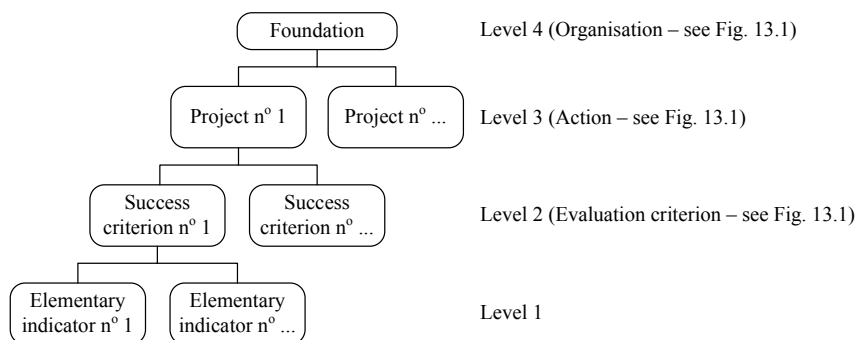 Foundation
Level 4 (Organisation – see Fig. 13.1)
Project nº 1
Project nº ...
Level 3 (Action – see Fig. 13.1)
Success
criterion nº 1
Success
criterion nº ...
Level 2 (Evaluation criterion – see Fig. 13.1)
Elementary
indicator nº 1
Elementary
indicator nº ...
Level 1